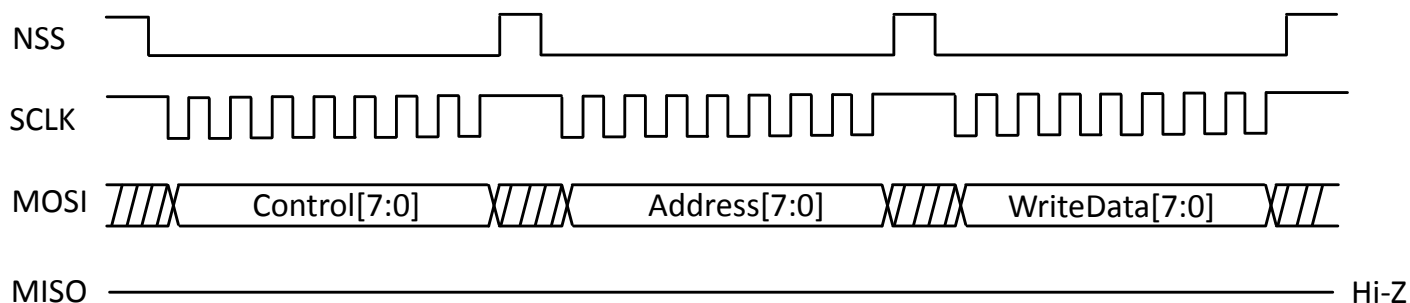 NSS
SCLK
MOSI Control[7:0] Address[7:0] WriteData[7:0]
MISO Hi-Z